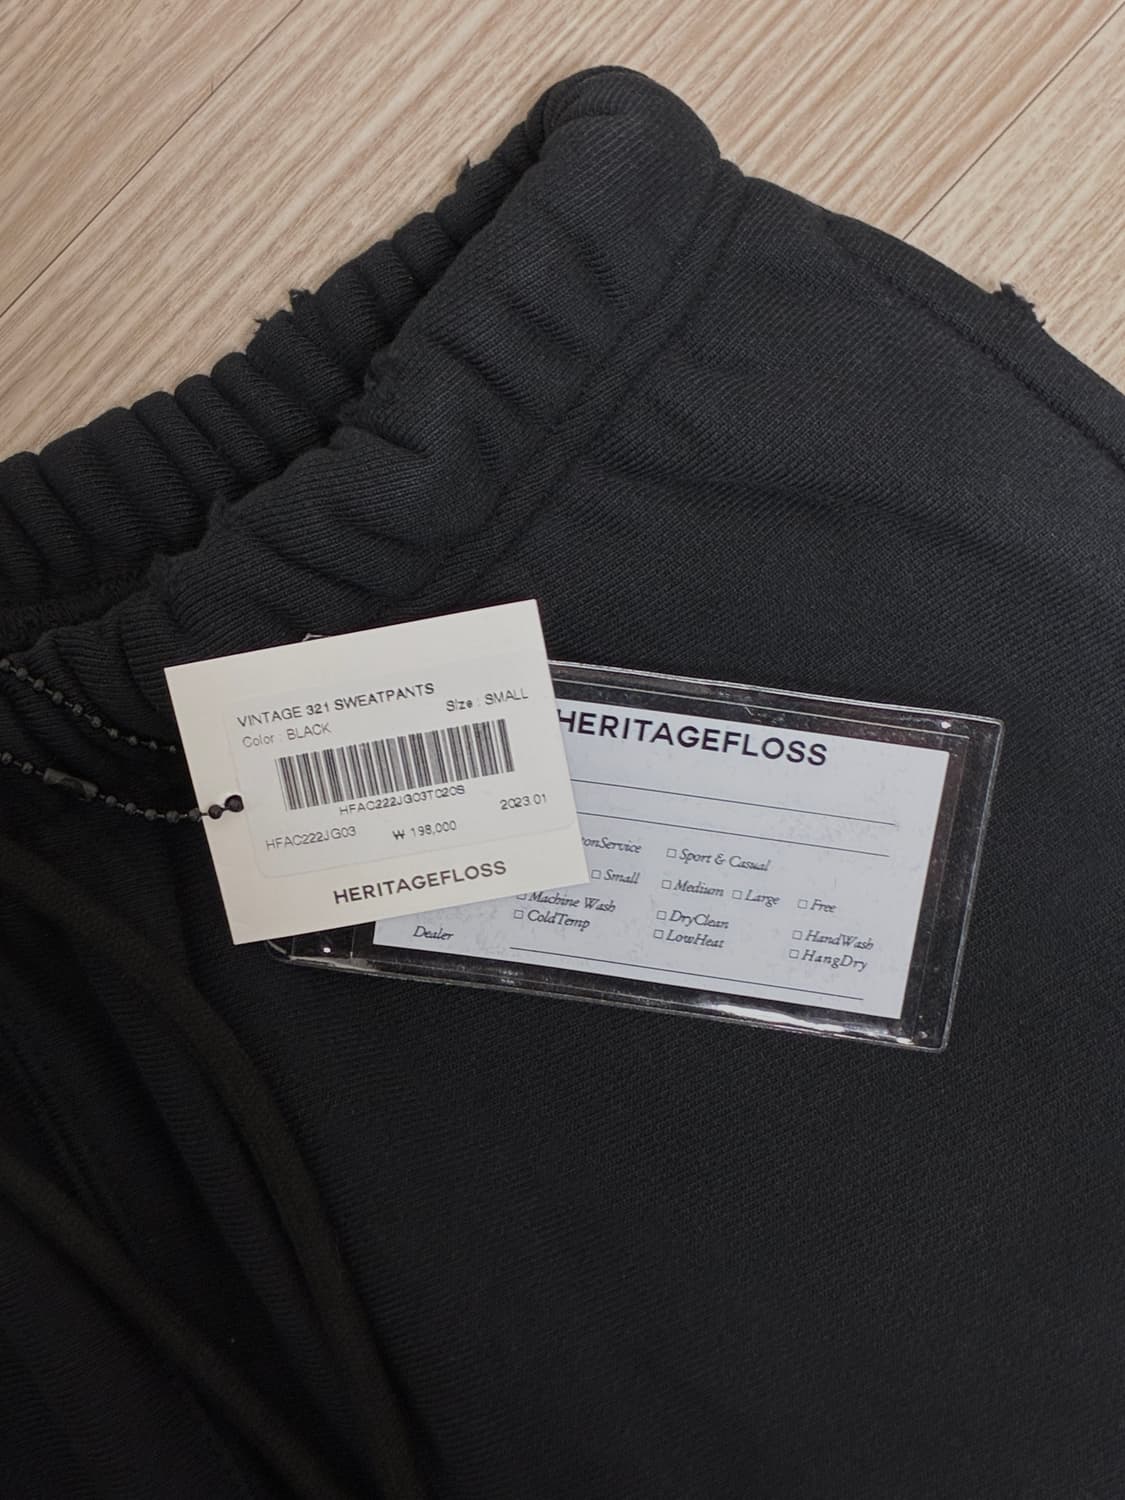 VINTAGE 321 SWEATPANTS
Size : SMALL
Color : BLACK
HFAC222JG03TC20S
HFAC222JG03 ₩ 198,000 2023.01
HERITAGEFLOSS
HERITAGEFLOSS
Service □ Sport & Casual
□ Small □ Medium □ Large □ Free
□ Machine Wash □ DryClean □ HandWash
□ ColdTemp □ LowHeat □ HangDry
Dealer